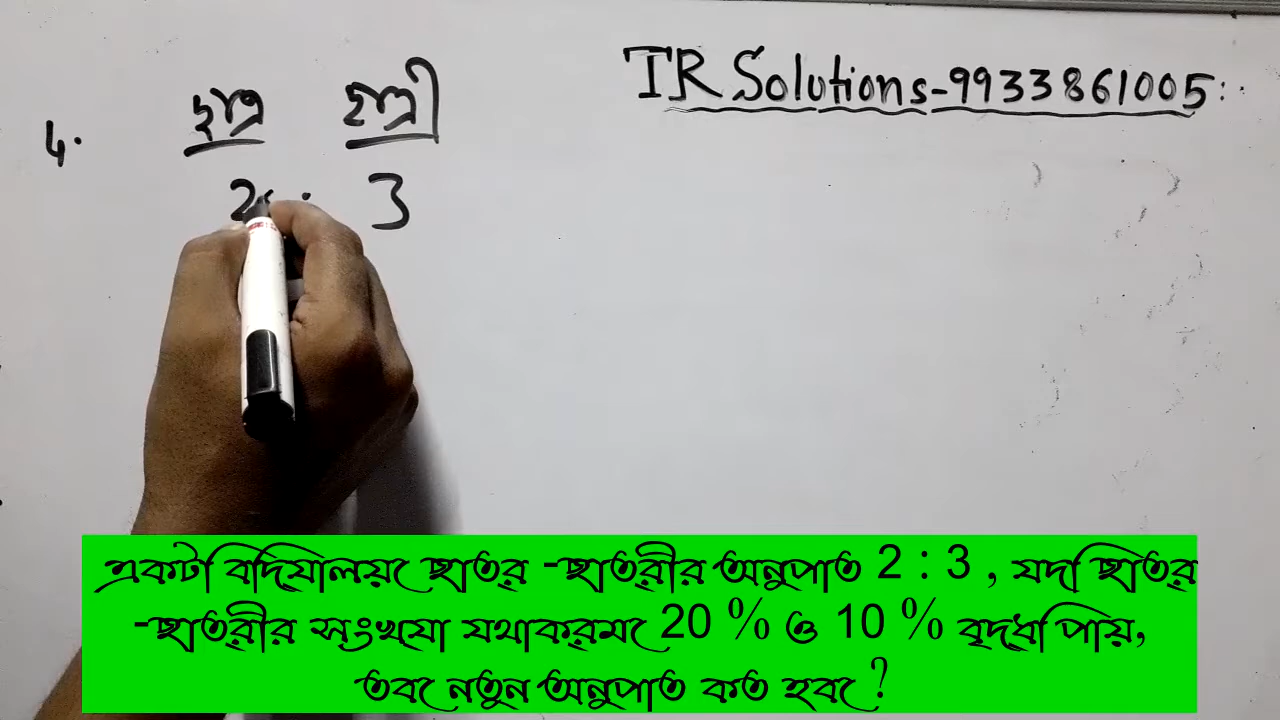 TR Solutions-9933861005:
4.
ছাত্র ছাত্রী
2 : 3
একটা বিদ্যালয়ে ছাত্র -ছাত্রীর অনুপাত 2 : 3 , যদি ছাত্র
-ছাত্রীর সংখ্যা যথাক্রমে 20 % ও 10 % বৃদ্ধি পায়,
তবে নতুন অনুপাত কত হবে ?